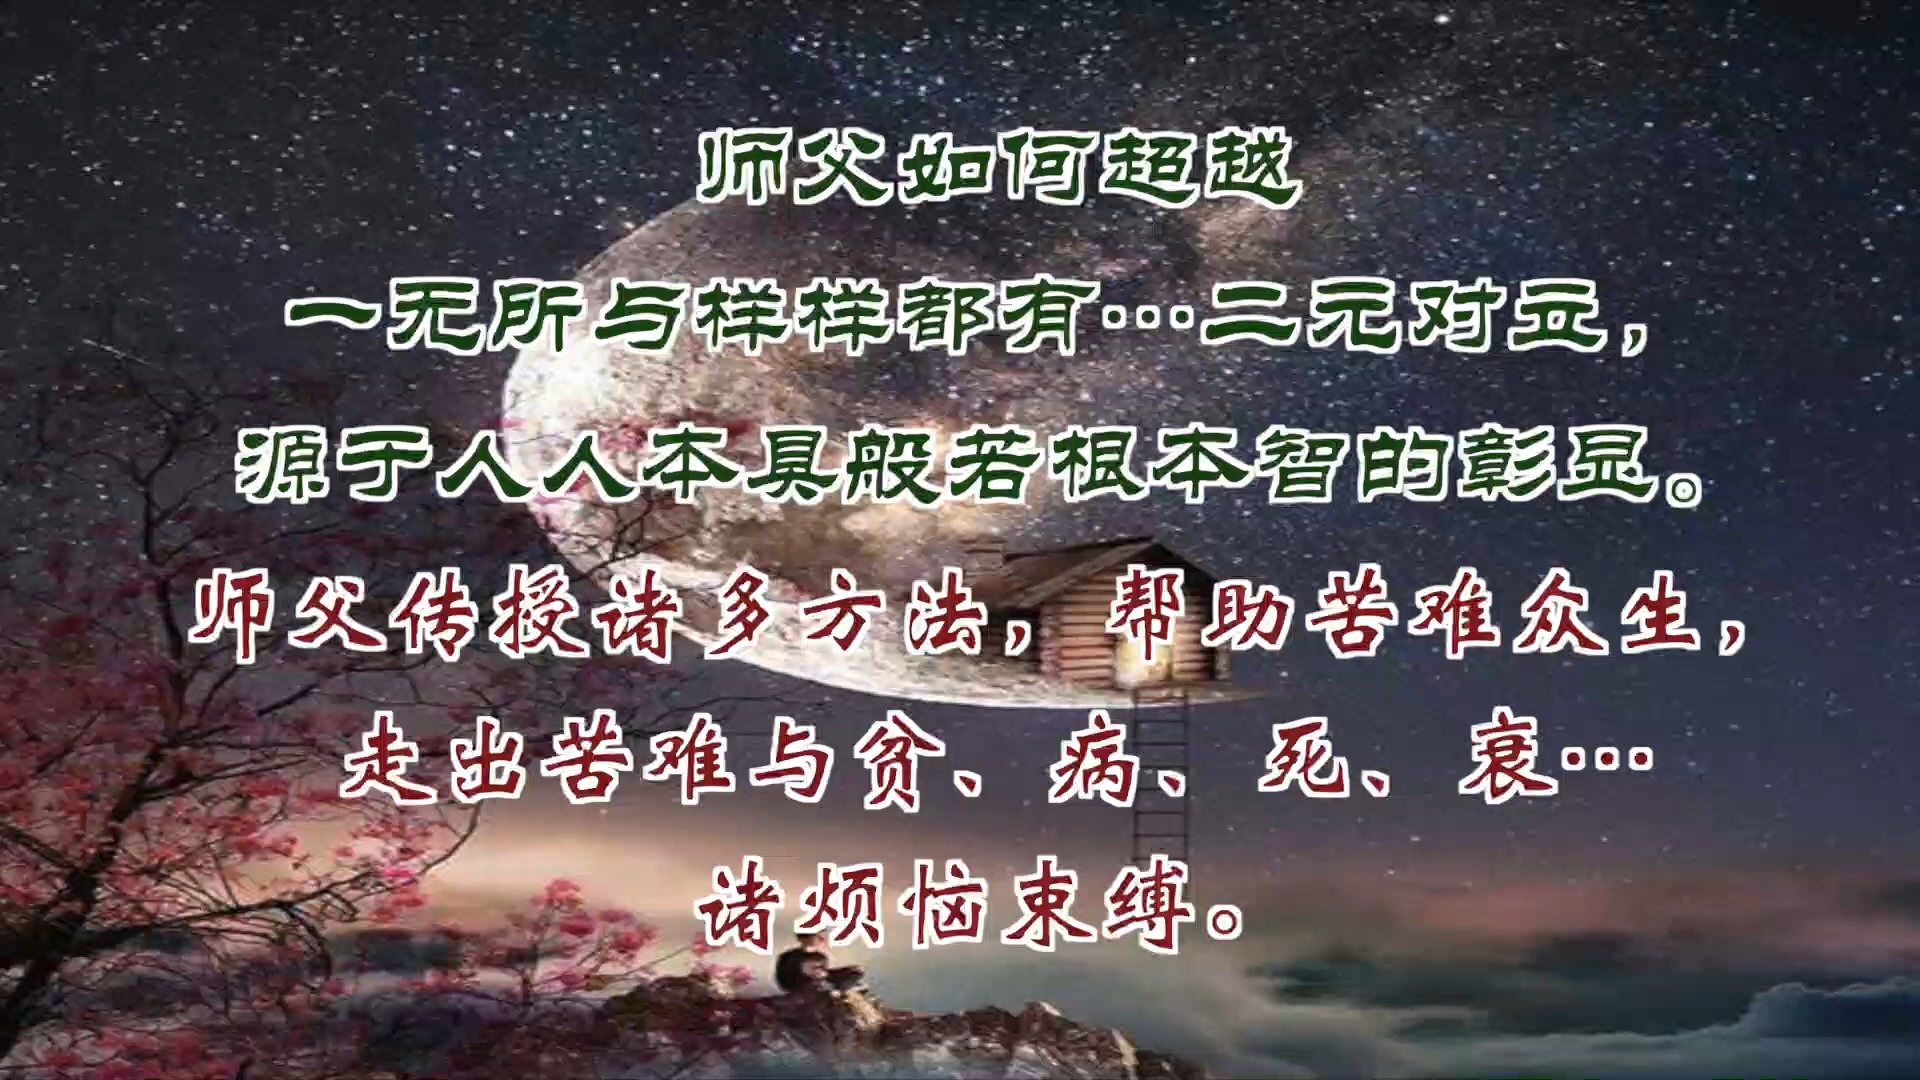 师父如何超越
一无所与样样都有…二元对立，
源于人人本具般若根本智的彰显。
师父传授诸多方法，帮助苦难众生，
走出苦难与贫、病、死、衰…
诸烦恼束缚。